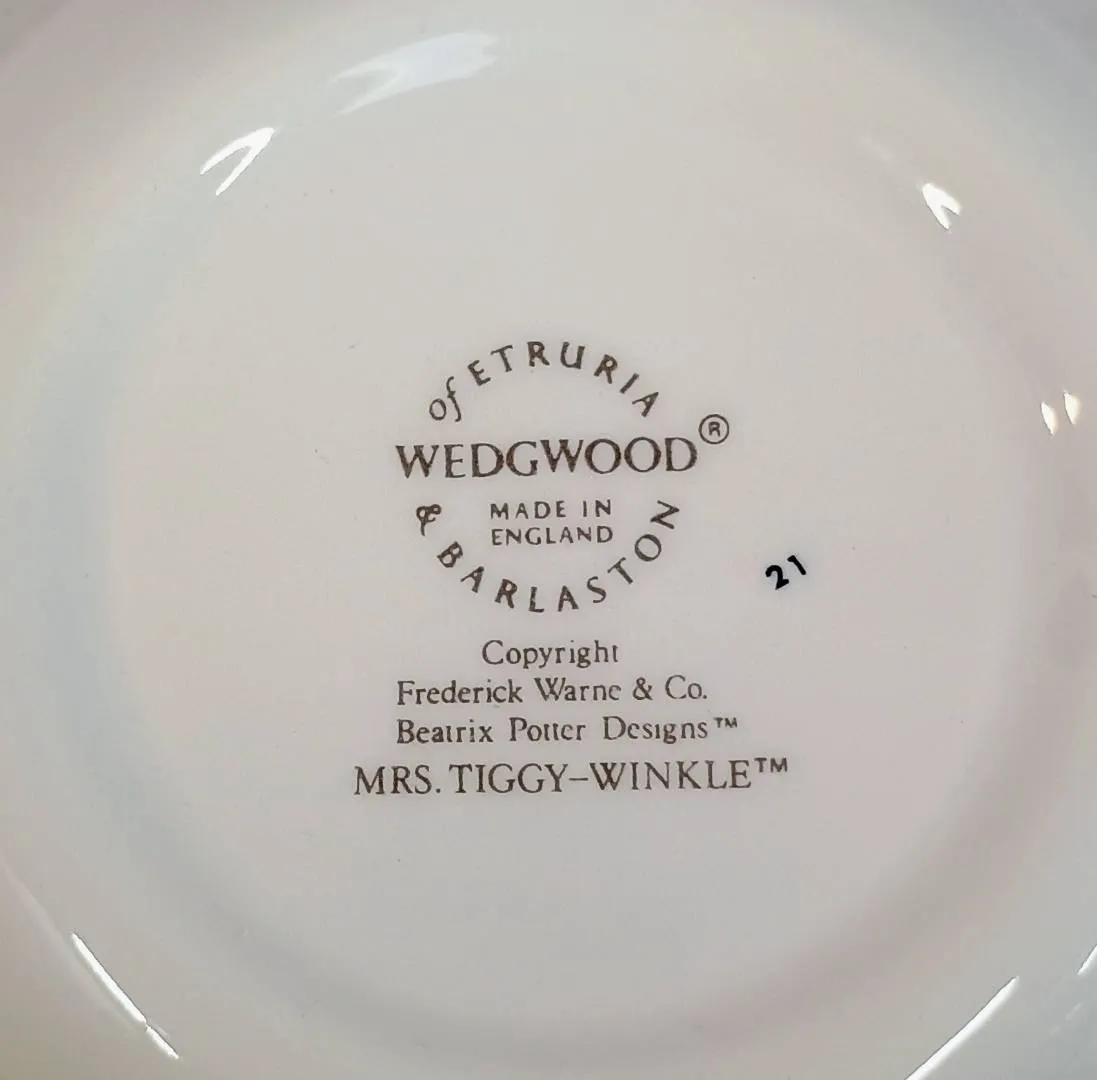 of ETRURIA
WEDGWOOD®
MADE IN
ENGLAND
& BARLASTON
21
Copyright
Frederick Warne & Co.
Beatrix Potter Designs™
MRS. TIGGY–WINKLE™